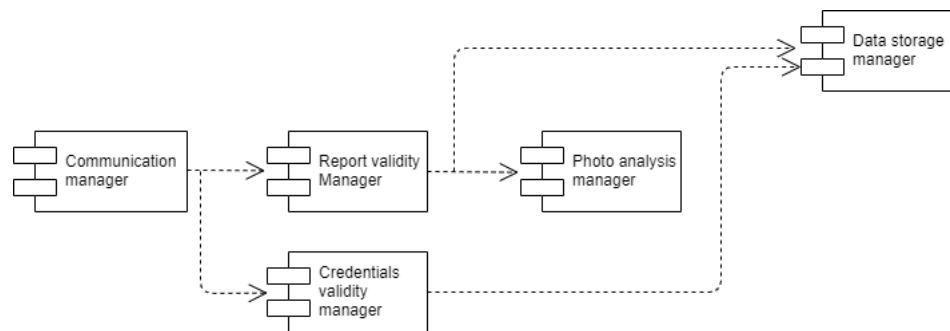 Data storage
manager
Communication
manager
Report validity
Manager
Photo analysis
manager
Credentials
validity
manager